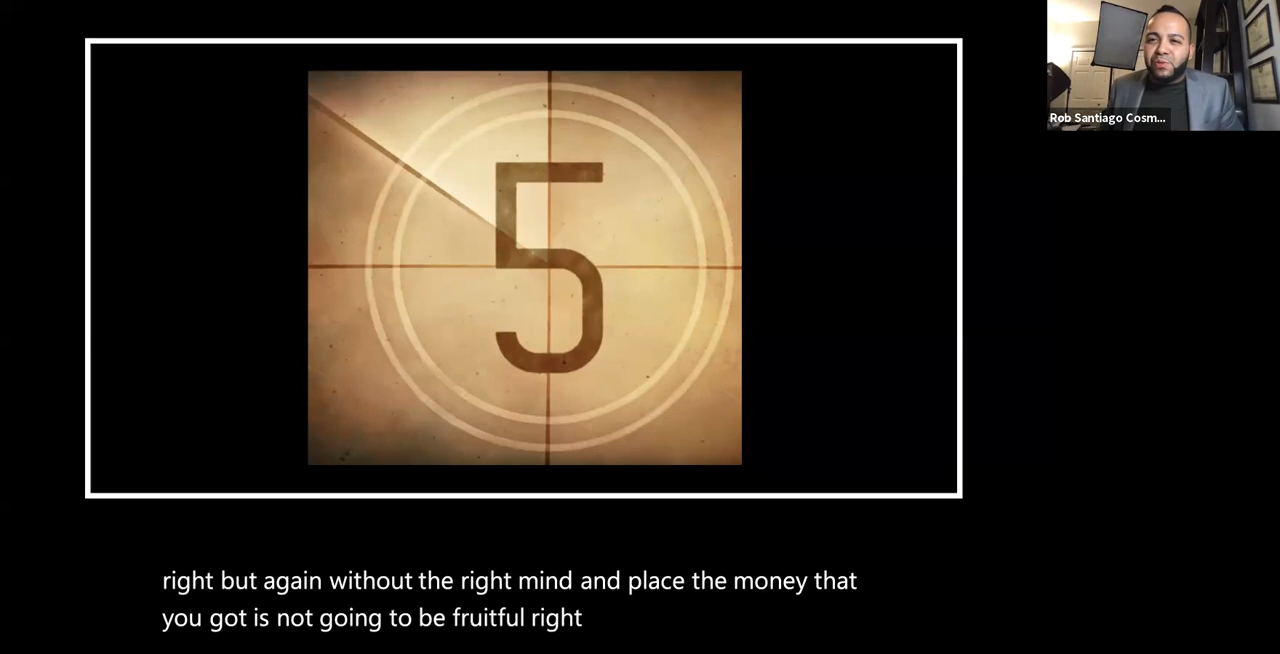 5
Rob Santiago Cosm...
right but again without the right mind and place the money that
you got is not going to be fruitful right